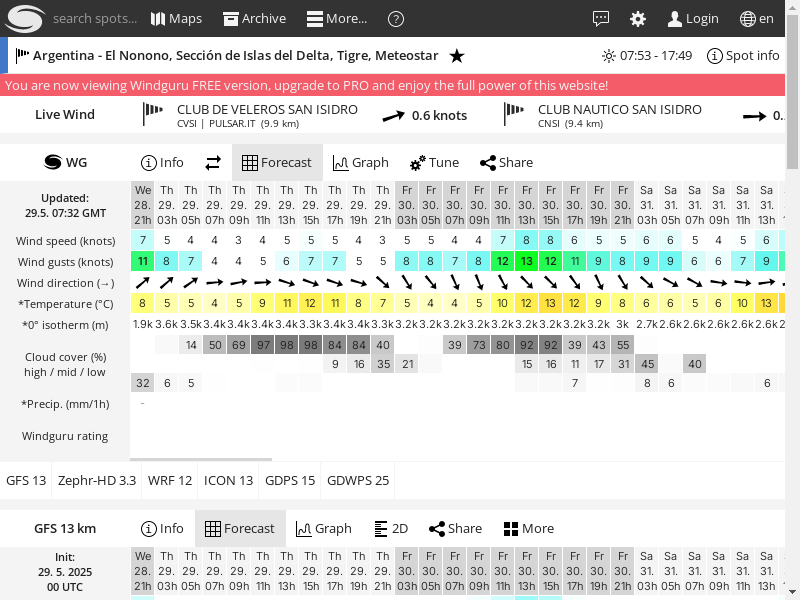 search spots... Maps Archive More... ? Login en
Argentina - El Nonono, Sección de Islas del Delta, Tigre, Meteostar ★ 07:53 - 17:49 Spot info
You are now viewing Windguru FREE version, upgrade to PRO and enjoy the full power of this website!
Live Wind CLUB DE VELEROS SAN ISIDRO 0.6 knots CLUB NAUTICO SAN ISIDRO 0.
CVSI | PULSAR.IT (9.9 km) CNSI (9.4 km)
WG Info Forecast Graph Tune Share
We Th Th Th Th Th Th Th Th Th Th Fr Fr Fr Fr Fr Fr Fr Fr Fr Fr Sa Sa Sa Sa Sa Sa
Updated: 28. 29. 29. 29. 29. 29. 29. 29. 29. 29. 29. 30. 30. 30. 30. 30. 30. 30. 30. 30. 30. 31. 31. 31. 31. 31. 31.
29.5. 07:32 GMT 21h 03h 05h 07h 09h 11h 13h 15h 17h 19h 21h 03h 05h 07h 09h 11h 13h 15h 17h 19h 21h 03h 05h 07h 09h 11h 13h
Wind speed (knots) 7 5 4 4 3 4 5 5 5 4 3 5 5 4 4 7 8 8 6 5 5 6 6 5 4 5 6
Wind gusts (knots) 11 8 7 4 4 5 6 7 7 5 5 8 8 7 8 12 13 12 11 9 8 9 9 6 6 7 9
Wind direction (→)
*Temperature (°C) 8 5 5 4 5 9 11 12 11 8 7 5 4 4 5 10 12 13 12 9 8 6 6 5 6 10 13
*0° isotherm (m) 1.9k 3.6k 3.5k 3.4k 3.4k 3.4k 3.4k 3.3k 3.4k 3.3k 3.2k 3.2k 3.2k 3.2k 3.2k 3.2k 3.2k 3.2k 3.2k 3.2k 3k 2.7k 2.6k 2.6k 2.6k 2.6k 2
14 50 69 97 98 98 84 84 40 39 73 80 92 92 39 43 55
Cloud cover (%)
9 16 35 21 15 16 11 17 31 45 40
high / mid / low
32 6 5 7 8 6 6
*Precip. (mm/1h) -
Windguru rating
GFS 13 Zephr-HD 3.3 WRF 12 ICON 13 GDPS 15 GDWPS 25
GFS 13 km Info Forecast Graph 2D Share More
Init: We Th Th Th Th Th Th Th Th Th Th Fr Fr Fr Fr Fr Fr Fr Fr Fr Fr Sa Sa Sa Sa Sa Sa
29. 5. 2025 28. 29. 29. 29. 29. 29. 29. 29. 29. 29. 29. 30. 30. 30. 30. 30. 30. 30. 30. 30. 30. 31. 31. 31. 31. 31. 31.
00 UTC 21h 03h 05h 07h 09h 11h 13h 15h 17h 19h 21h 03h 05h 07h 09h 11h 13h 15h 17h 19h 21h 03h 05h 07h 09h 11h 13h